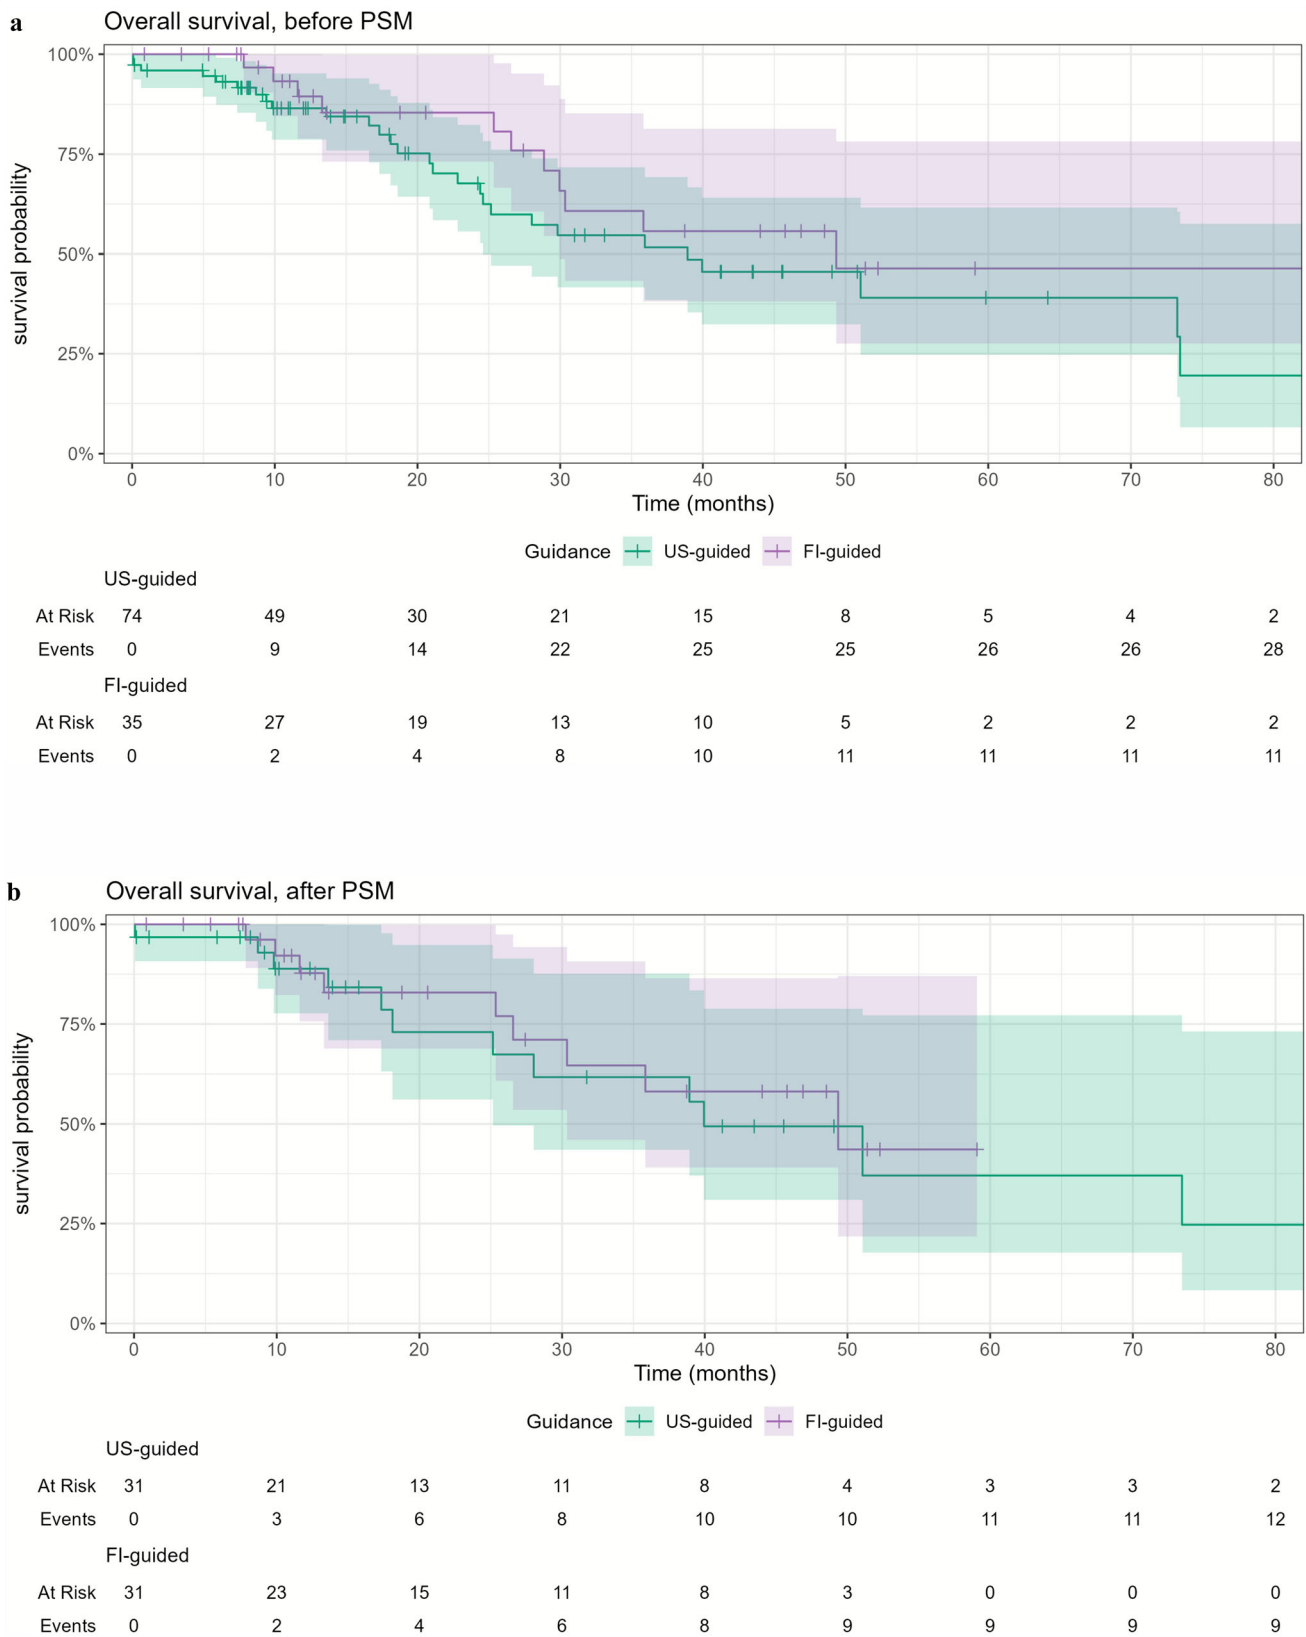 a
Overall survival, before PSM
100%
75%
50%
25%
0%
survival probability
0 10 20 30 40 50 60 70 80
Time (months)
Guidance US-guided FI-guided
US-guided
At Risk 74 49 30 21 15 8 5 4 2
Events 0 9 14 22 25 25 26 26 28
FI-guided
At Risk 35 27 19 13 10 5 2 2 2
Events 0 2 4 8 10 11 11 11 11
b
Overall survival, after PSM
100%
75%
50%
25%
0%
survival probability
0 10 20 30 40 50 60 70 80
Time (months)
Guidance US-guided FI-guided
US-guided
At Risk 31 21 13 11 8 4 3 3 2
Events 0 3 6 8 10 10 11 11 12
FI-guided
At Risk 31 23 15 11 8 3 0 0 0
Events 0 2 4 6 8 9 9 9 9